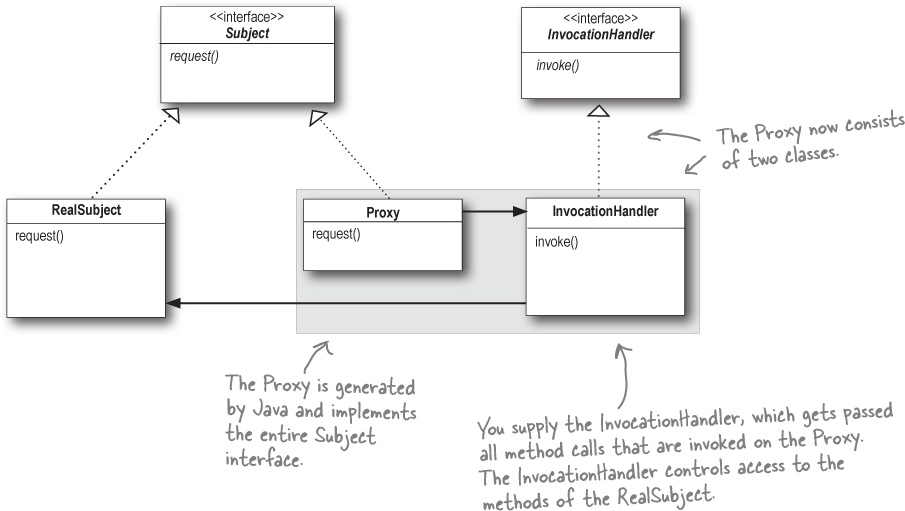 <<interface>>
Subject
request()
<<interface>>
InvocationHandler
invoke()
The Proxy now consists
of two classes.
RealSubject
request()
Proxy
request()
InvocationHandler
invoke()
The Proxy is generated
by Java and implements
the entire Subject
interface.
You supply the InvocationHandler, which gets passed
all method calls that are invoked on the Proxy.
The InvocationHandler controls access to the
methods of the RealSubject.